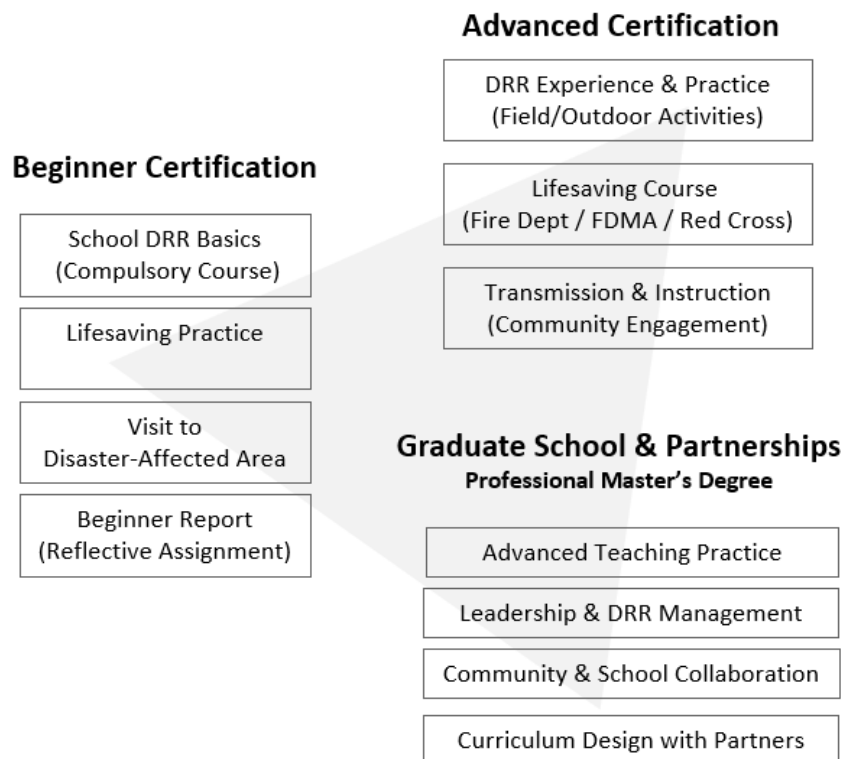 Beginner Certification
School DRR Basics
(Compulsory Course)
Lifesaving Practice
Visit to
Disaster-Affected Area
Beginner Report
(Reflective Assignment)
Advanced Certification
DRR Experience & Practice
(Field/Outdoor Activities)
Lifesaving Course
(Fire Dept / FDMA / Red Cross)
Transmission & Instruction
(Community Engagement)
Graduate School & Partnerships
Professional Master’s Degree
Advanced Teaching Practice
Leadership & DRR Management
Community & School Collaboration
Curriculum Design with Partners